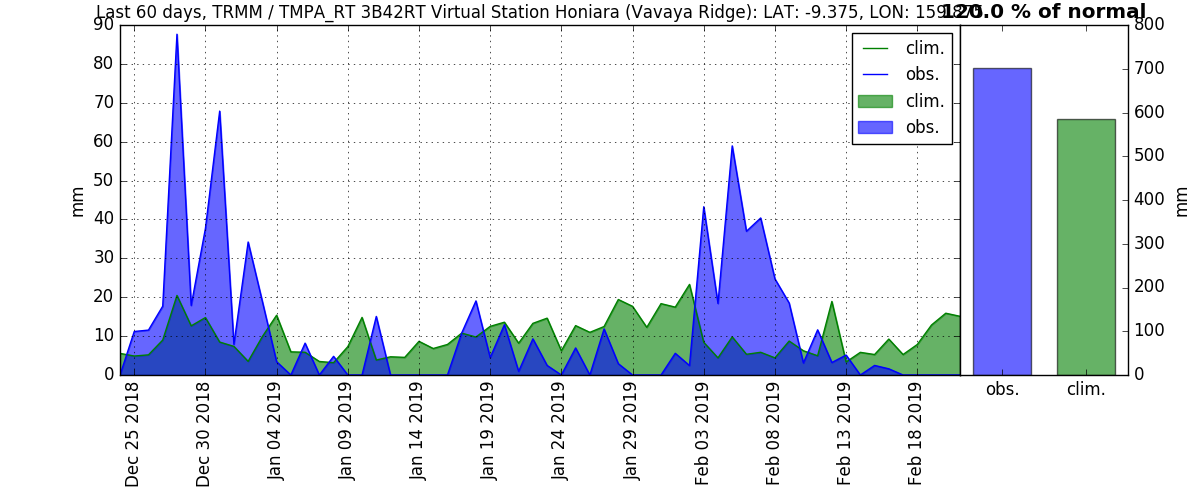 Last 60 days, TRMM / TMPA_RT 3B42RT Virtual Station Honiara (Vavaya Ridge): LAT: -9.375, LON:
120.0 % of normal
90
80
70
60
50
40
30
20
10
0
mm
clim.
obs.
clim.
obs.
Dec 25 2018
Dec 30 2018
Jan 04 2019
Jan 09 2019
Jan 14 2019
Jan 19 2019
Jan 24 2019
Jan 29 2019
Feb 03 2019
Feb 08 2019
Feb 13 2019
Feb 18 2019
800
700
600
500
400
300
200
100
0
mm
obs.
clim.